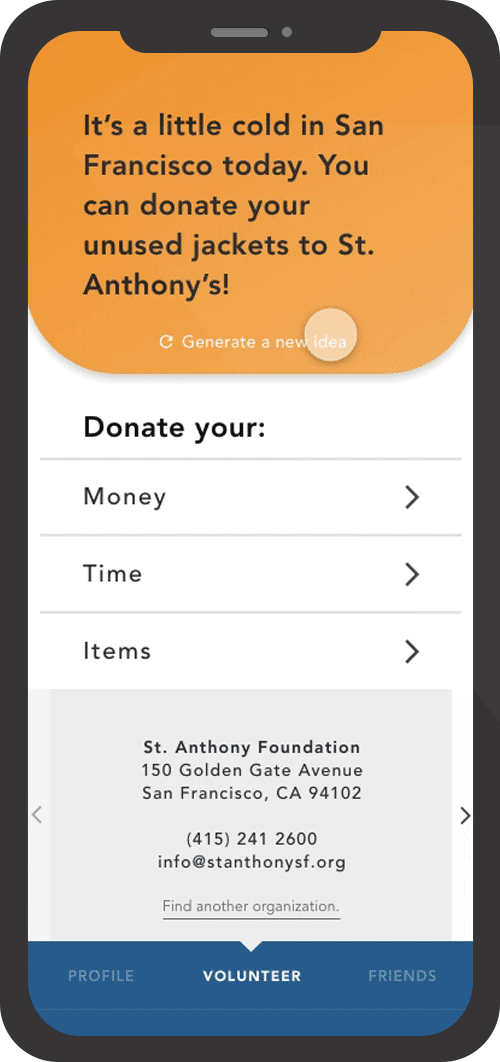 It’s a little cold in San
Francisco today. You
can donate your
unused jackets to St.
Anthony’s!
Generate a new idea
Donate your:
Money
Time
Items
St. Anthony Foundation
150 Golden Gate Avenue
San Francisco, CA 94102
(415) 241 2600
info@stanthonysf.org
Find another organization.
PROFILE
VOLUNTEER
FRIENDS